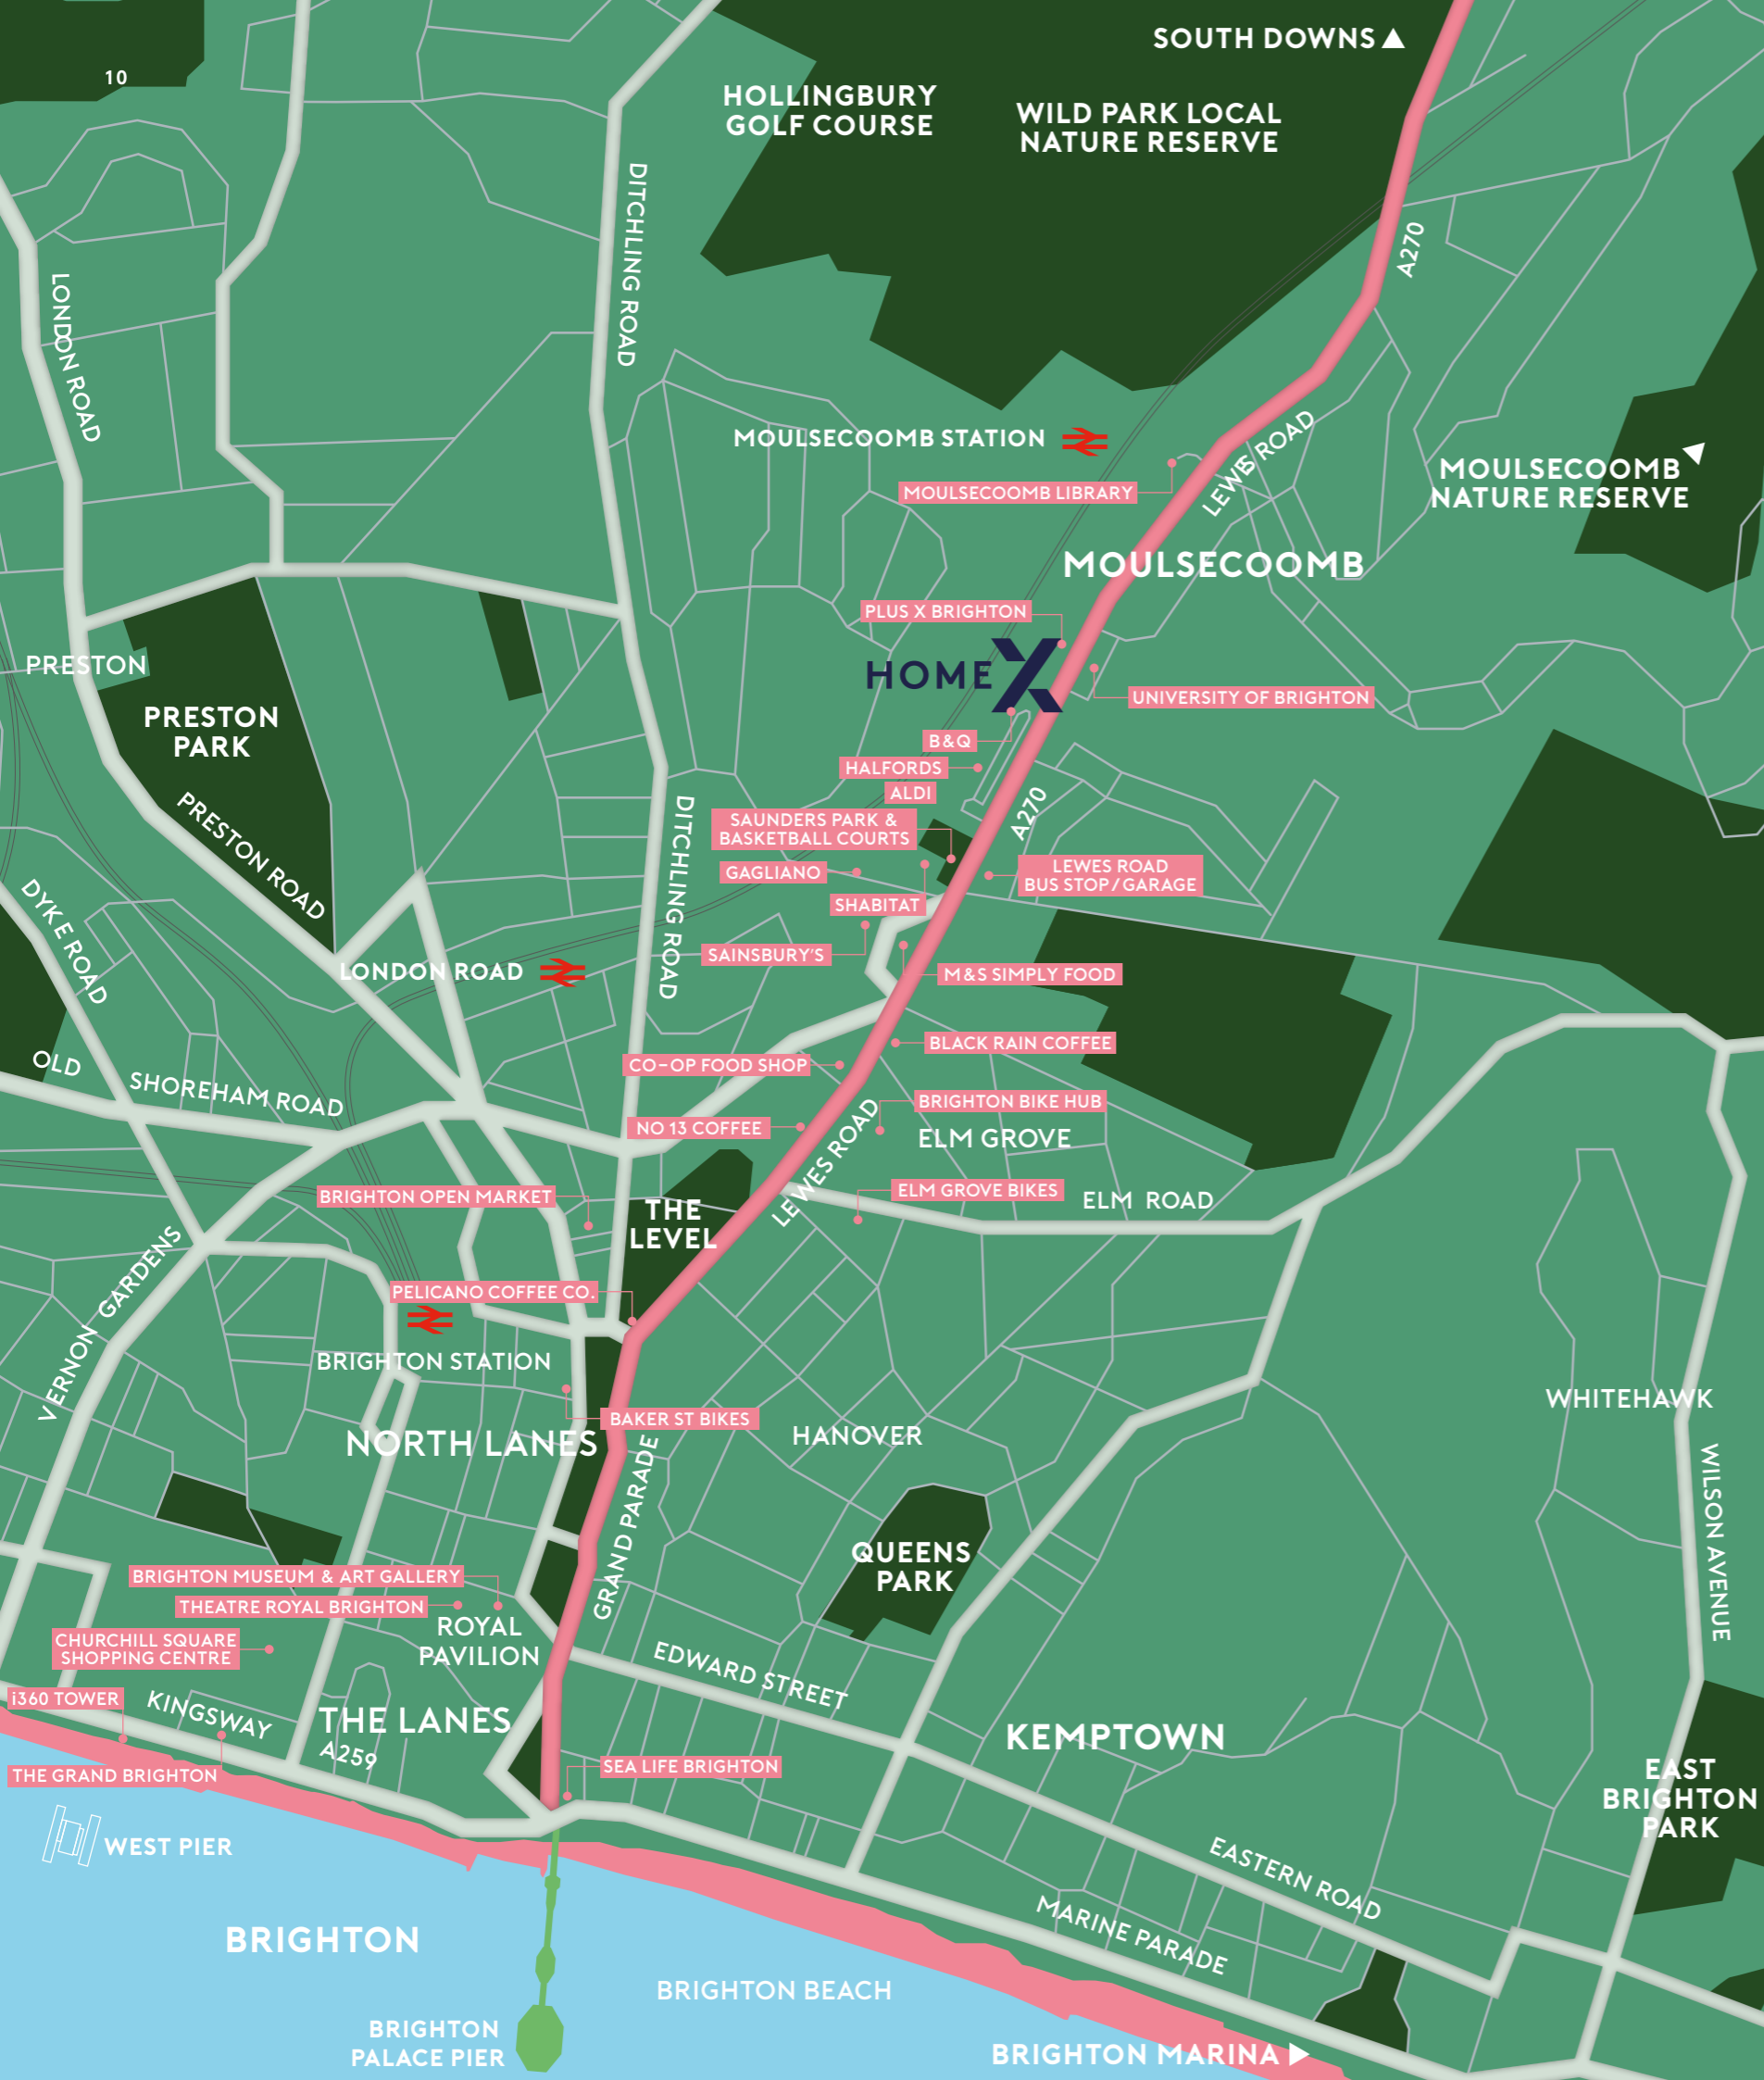 SOUTH DOWNS
10
HOLLINGBURY
GOLF COURSE
WILD PARK LOCAL
NATURE RESERVE
DITCHLING ROAD
A270
LONDON ROAD
MOULSECOOMB STATION
LEWES ROAD
MOULSECOOMB LIBRARY
MOULSECOOMB
NATURE RESERVE
MOULSECOOMB
PLUS X BRIGHTON
PRESTON
HOME X
UNIVERSITY OF BRIGHTON
PRESTON
PARK
B&Q
HALFORDS
ALDI
A270
PRESTON ROAD
DITCHLING ROAD
SAUNDERS PARK &
BASKETBALL COURTS
GAGLIANO
LEWES ROAD
BUS STOP/GARAGE
SHABITAT
DYKE ROAD
SAINSBURY'S
LONDON ROAD
M&S SIMPLY FOOD
BLACK RAIN COFFEE
OLD
SHOREHAM ROAD
CO-OP FOOD SHOP
BRIGHTON BIKE HUB
NO 13 COFFEE
ELM GROVE
LEWES ROAD
BRIGHTON OPEN MARKET
ELM GROVE BIKES
ELM ROAD
THE
LEVEL
VERNON GARDENS
PELICANO COFFEE CO.
BRIGHTON STATION
WHITEHAWK
BAKER ST BIKES
NORTH LANES
HANOVER
GRAND PARADE
WILSON AVENUE
QUEENS
PARK
BRIGHTON MUSEUM & ART GALLERY
THEATRE ROYAL BRIGHTON
ROYAL
PAVILION
CHURCHILL SQUARE
SHOPPING CENTRE
EDWARD STREET
i360 TOWER
KINGSWAY
THE LANES
A259
KEMPTOWN
THE GRAND BRIGHTON
SEA LIFE BRIGHTON
EAST
BRIGHTON
PARK
WEST PIER
EASTERN ROAD
MARINE PARADE
BRIGHTON
BRIGHTON BEACH
BRIGHTON
PALACE PIER
BRIGHTON MARINA